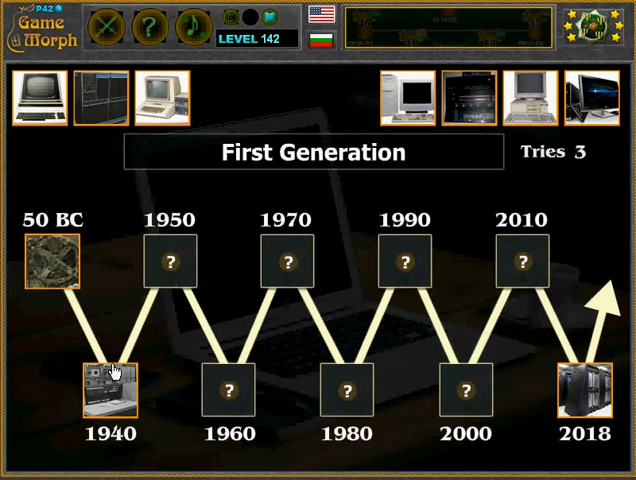 P42
Game
Morph
LEVEL 142
First Generation
Tries 3
50 BC
1950
1970
1990
2010
?
?
?
?
?
?
?
1940
1960
1980
2000
2018